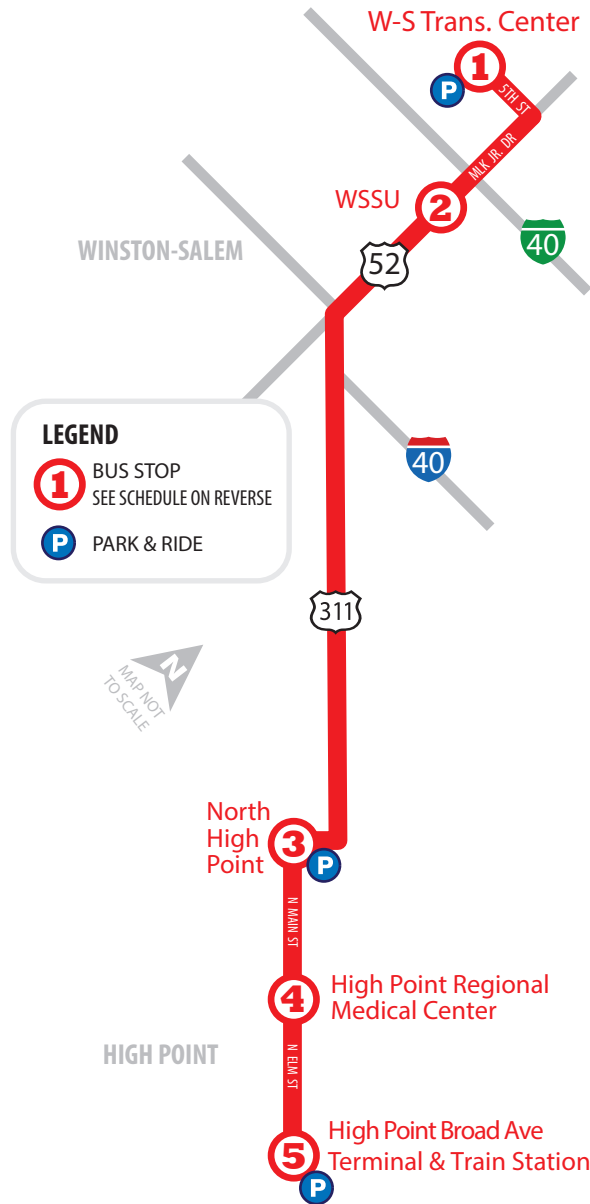 W-S Trans. Center
1
P
5TH ST
MLK JR. DR
WSSU
2
40
WINSTON-SALEM
52
LEGEND
1 BUS STOP
SEE SCHEDULE ON REVERSE
P PARK & RIDE
40
311
N
MAP NOT
TO SCALE
North
High
Point
3
P
N MAIN ST
4
High Point Regional
Medical Center
HIGH POINT
N ELM ST
5
High Point Broad Ave
Terminal & Train Station
P